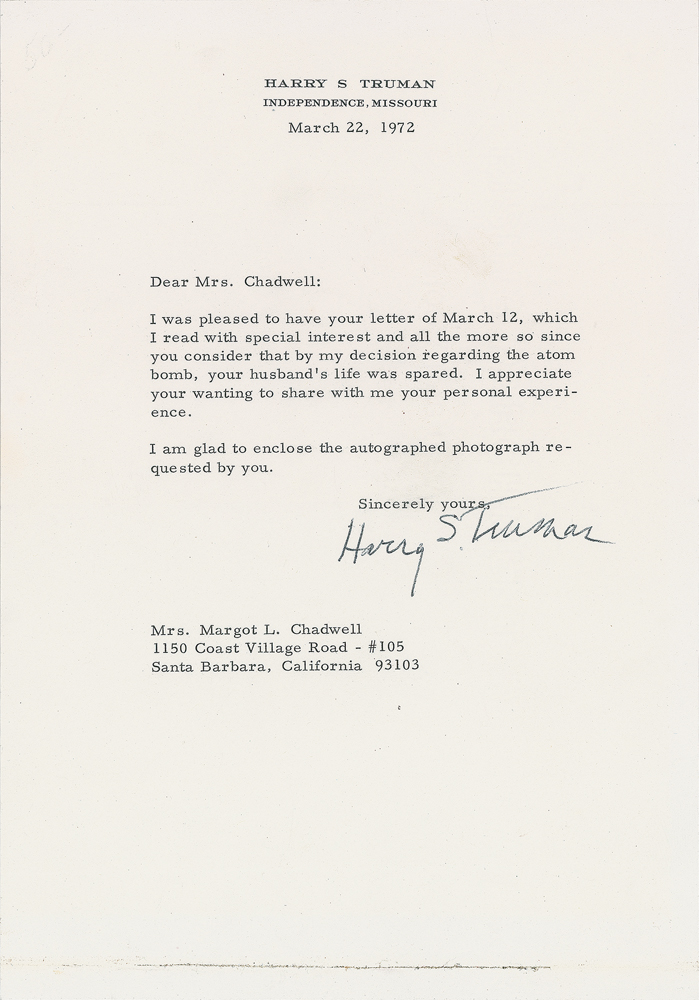 HARRY S TRUMAN
INDEPENDENCE, MISSOURI
March 22, 1972
Dear Mrs. Chadwell:
I was pleased to have your letter of March 12, which
I read with special interest and all the more so since
you consider that by my decision regarding the atom
bomb, your husband's life was spared. I appreciate
your wanting to share with me your personal experi-
ence.
I am glad to enclose the autographed photograph re-
quested by you.
Sincerely yours,
Harry S. Truman
Mrs. Margot L. Chadwell
1150 Coast Village Road - #105
Santa Barbara, California 93103